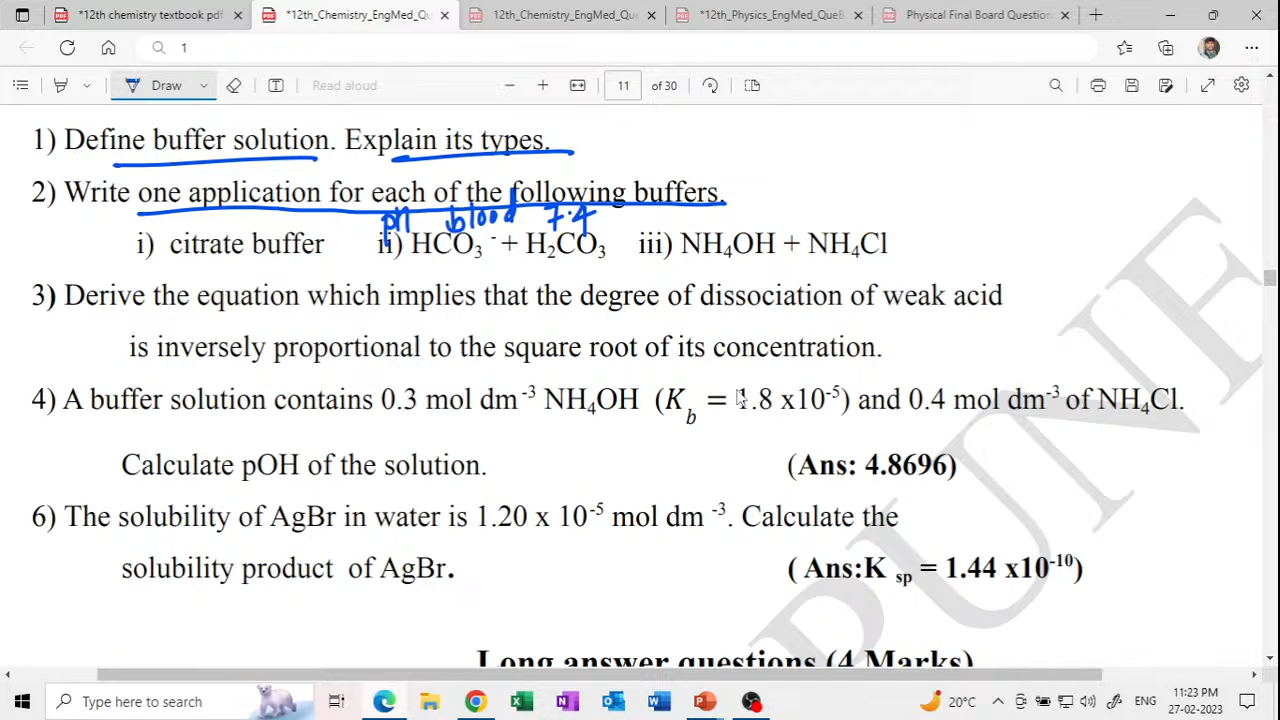 *12th chemistry textbook pdf
*12th_Chemistry_EngMed_Qu
*12th_Chemistry_EngMed_Que
*12th_Physics_EngMed_QueB
Physical Final Board Question
1
Draw
Read aloud
11 of 30
1) Define buffer solution. Explain its types.
2) Write one application for each of the following buffers.
pH blood 7.4
i) citrate buffer ii) HCO3 - + H2CO3 iii) NH4OH + NH4Cl
3) Derive the equation which implies that the degree of dissociation of weak acid
is inversely proportional to the square root of its concentration.
4) A buffer solution contains 0.3 mol dm-3 NH4OH (Kb = 1.8 x10-5) and 0.4 mol dm-3 of NH4Cl.
Calculate pOH of the solution. (Ans: 4.8696)
6) The solubility of AgBr in water is 1.20 x 10-5 mol dm -3. Calculate the
solubility product of AgBr. ( Ans:K sp = 1.44 x10-10)
PUNE
Long answer questions (4 Marks)
Type here to search
20°C
ENG
11:23 PM
27-02-2023